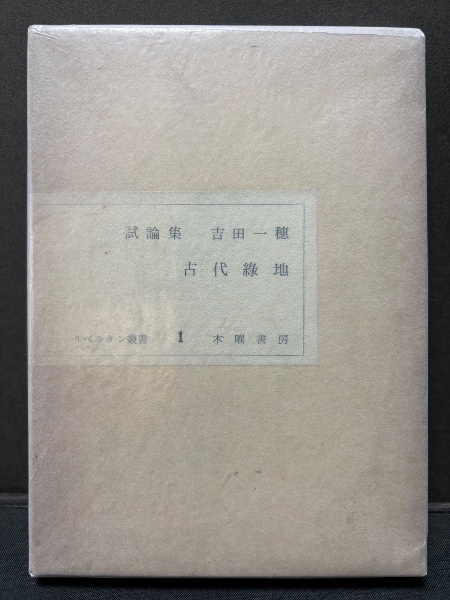 試論集 吉田一穂
古代綠地
リベルタン叢書 1 木曜書房